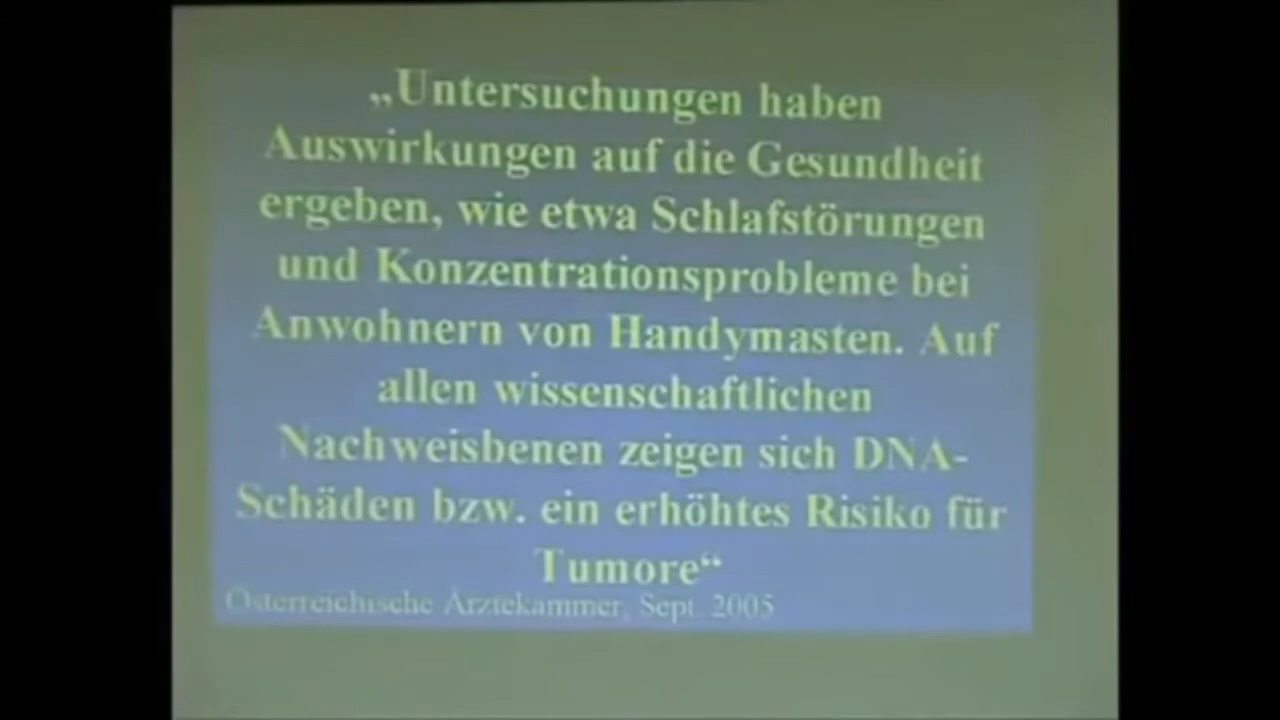 „Untersuchungen haben
Auswirkungen auf die Gesundheit
ergeben, wie etwa Schlafstörungen
und Konzentrationsprobleme bei
Anwohnern von Handymasten. Auf
allen wissenschaftlichen
Nachweisbenen zeigen sich DNA-
Schäden bzw. ein erhöhtes Risiko für
Tumore“
Österreichische Ärztekammer, Sept. 2005